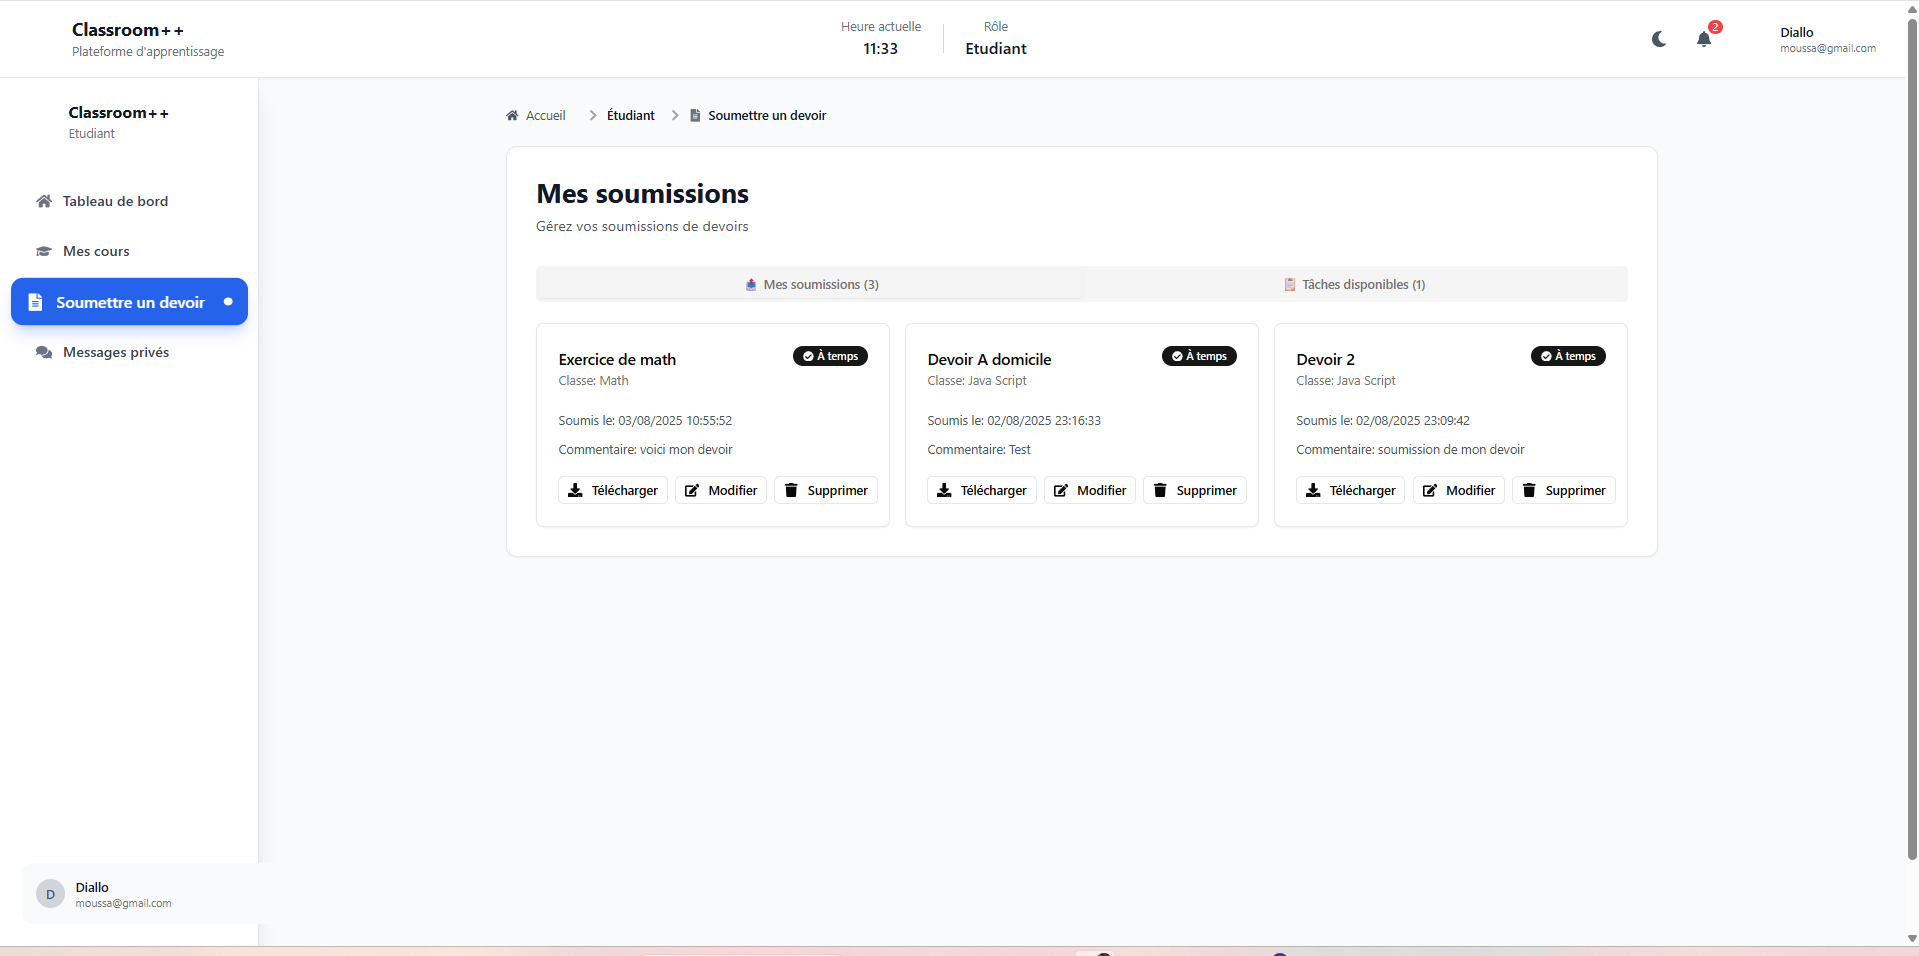 Classroom++
Plateforme d'apprentissage
Heure actuelle
11:33
Rôle
Etudiant
2
Diallo
moussa@gmail.com
Classroom++
Etudiant
Tableau de bord
Mes cours
Soumettre un devoir
Messages privés
Diallo
D
moussa@gmail.com
Accueil
Étudiant
Soumettre un devoir
Mes soumissions
Gérez vos soumissions de devoirs
Mes soumissions (3)
Tâches disponibles (1)
Exercice de math
À temps
Classe: Math
Soumis le: 03/08/2025 10:55:52
Commentaire: voici mon devoir
Télécharger
Modifier
Supprimer
Devoir A domicile
À temps
Classe: Java Script
Soumis le: 02/08/2025 23:16:33
Commentaire: Test
Télécharger
Modifier
Supprimer
Devoir 2
À temps
Classe: Java Script
Soumis le: 02/08/2025 23:09:42
Commentaire: soumission de mon devoir
Télécharger
Modifier
Supprimer